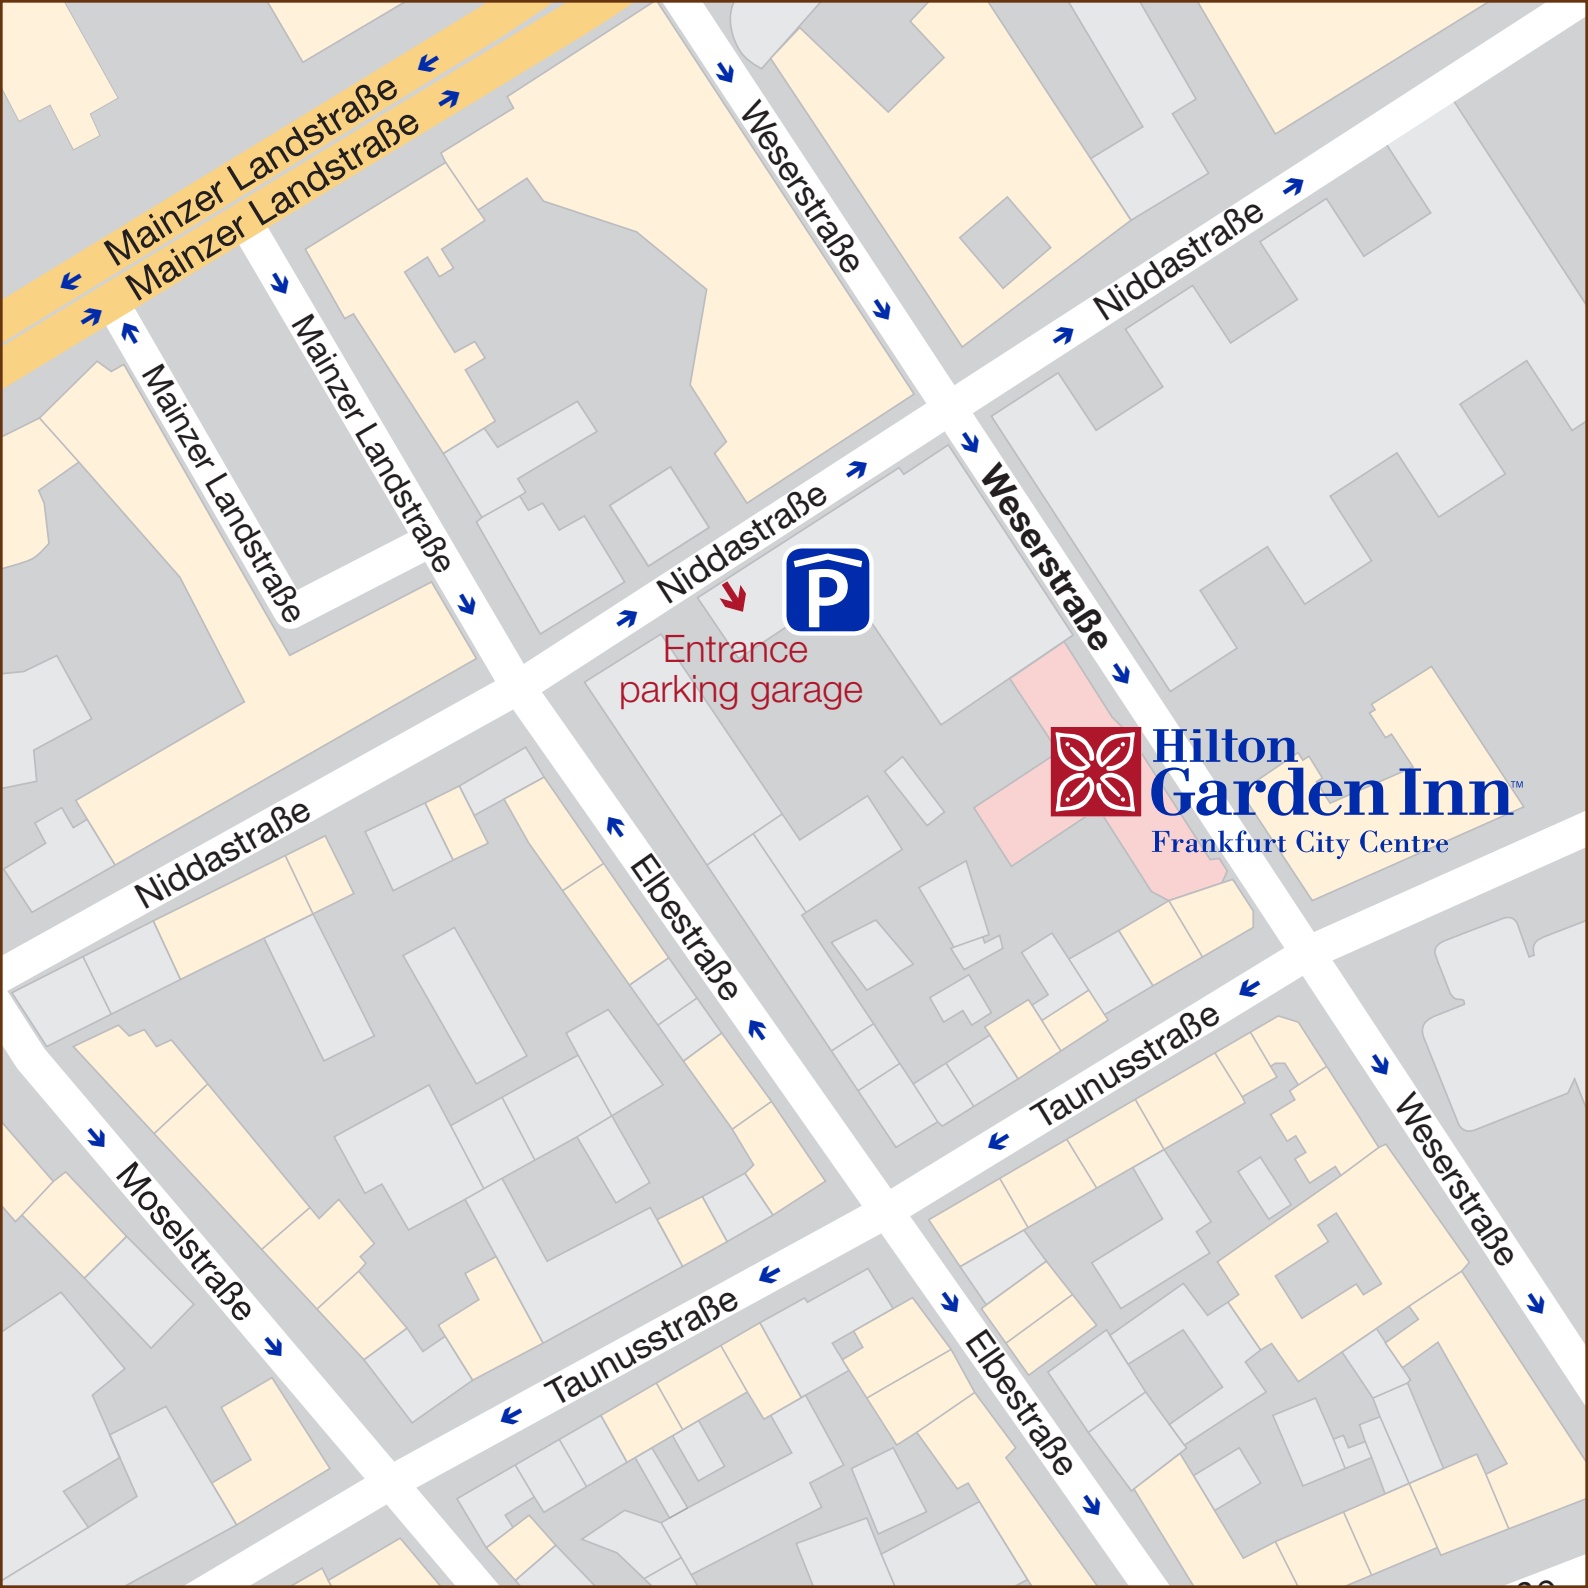 Mainzer Landstraße
Mainzer Landstraße
Weserstraße
Niddastraße
Mainzer Landstraße
Mainzer Landstraße
Weserstraße
Niddastraße
P
Entrance
parking garage
Hilton
Garden Inn™
Frankfurt City Centre
Niddastraße
Elbestraße
Taunusstraße
Weserstraße
Moselstraße
Taunusstraße
Elbestraße